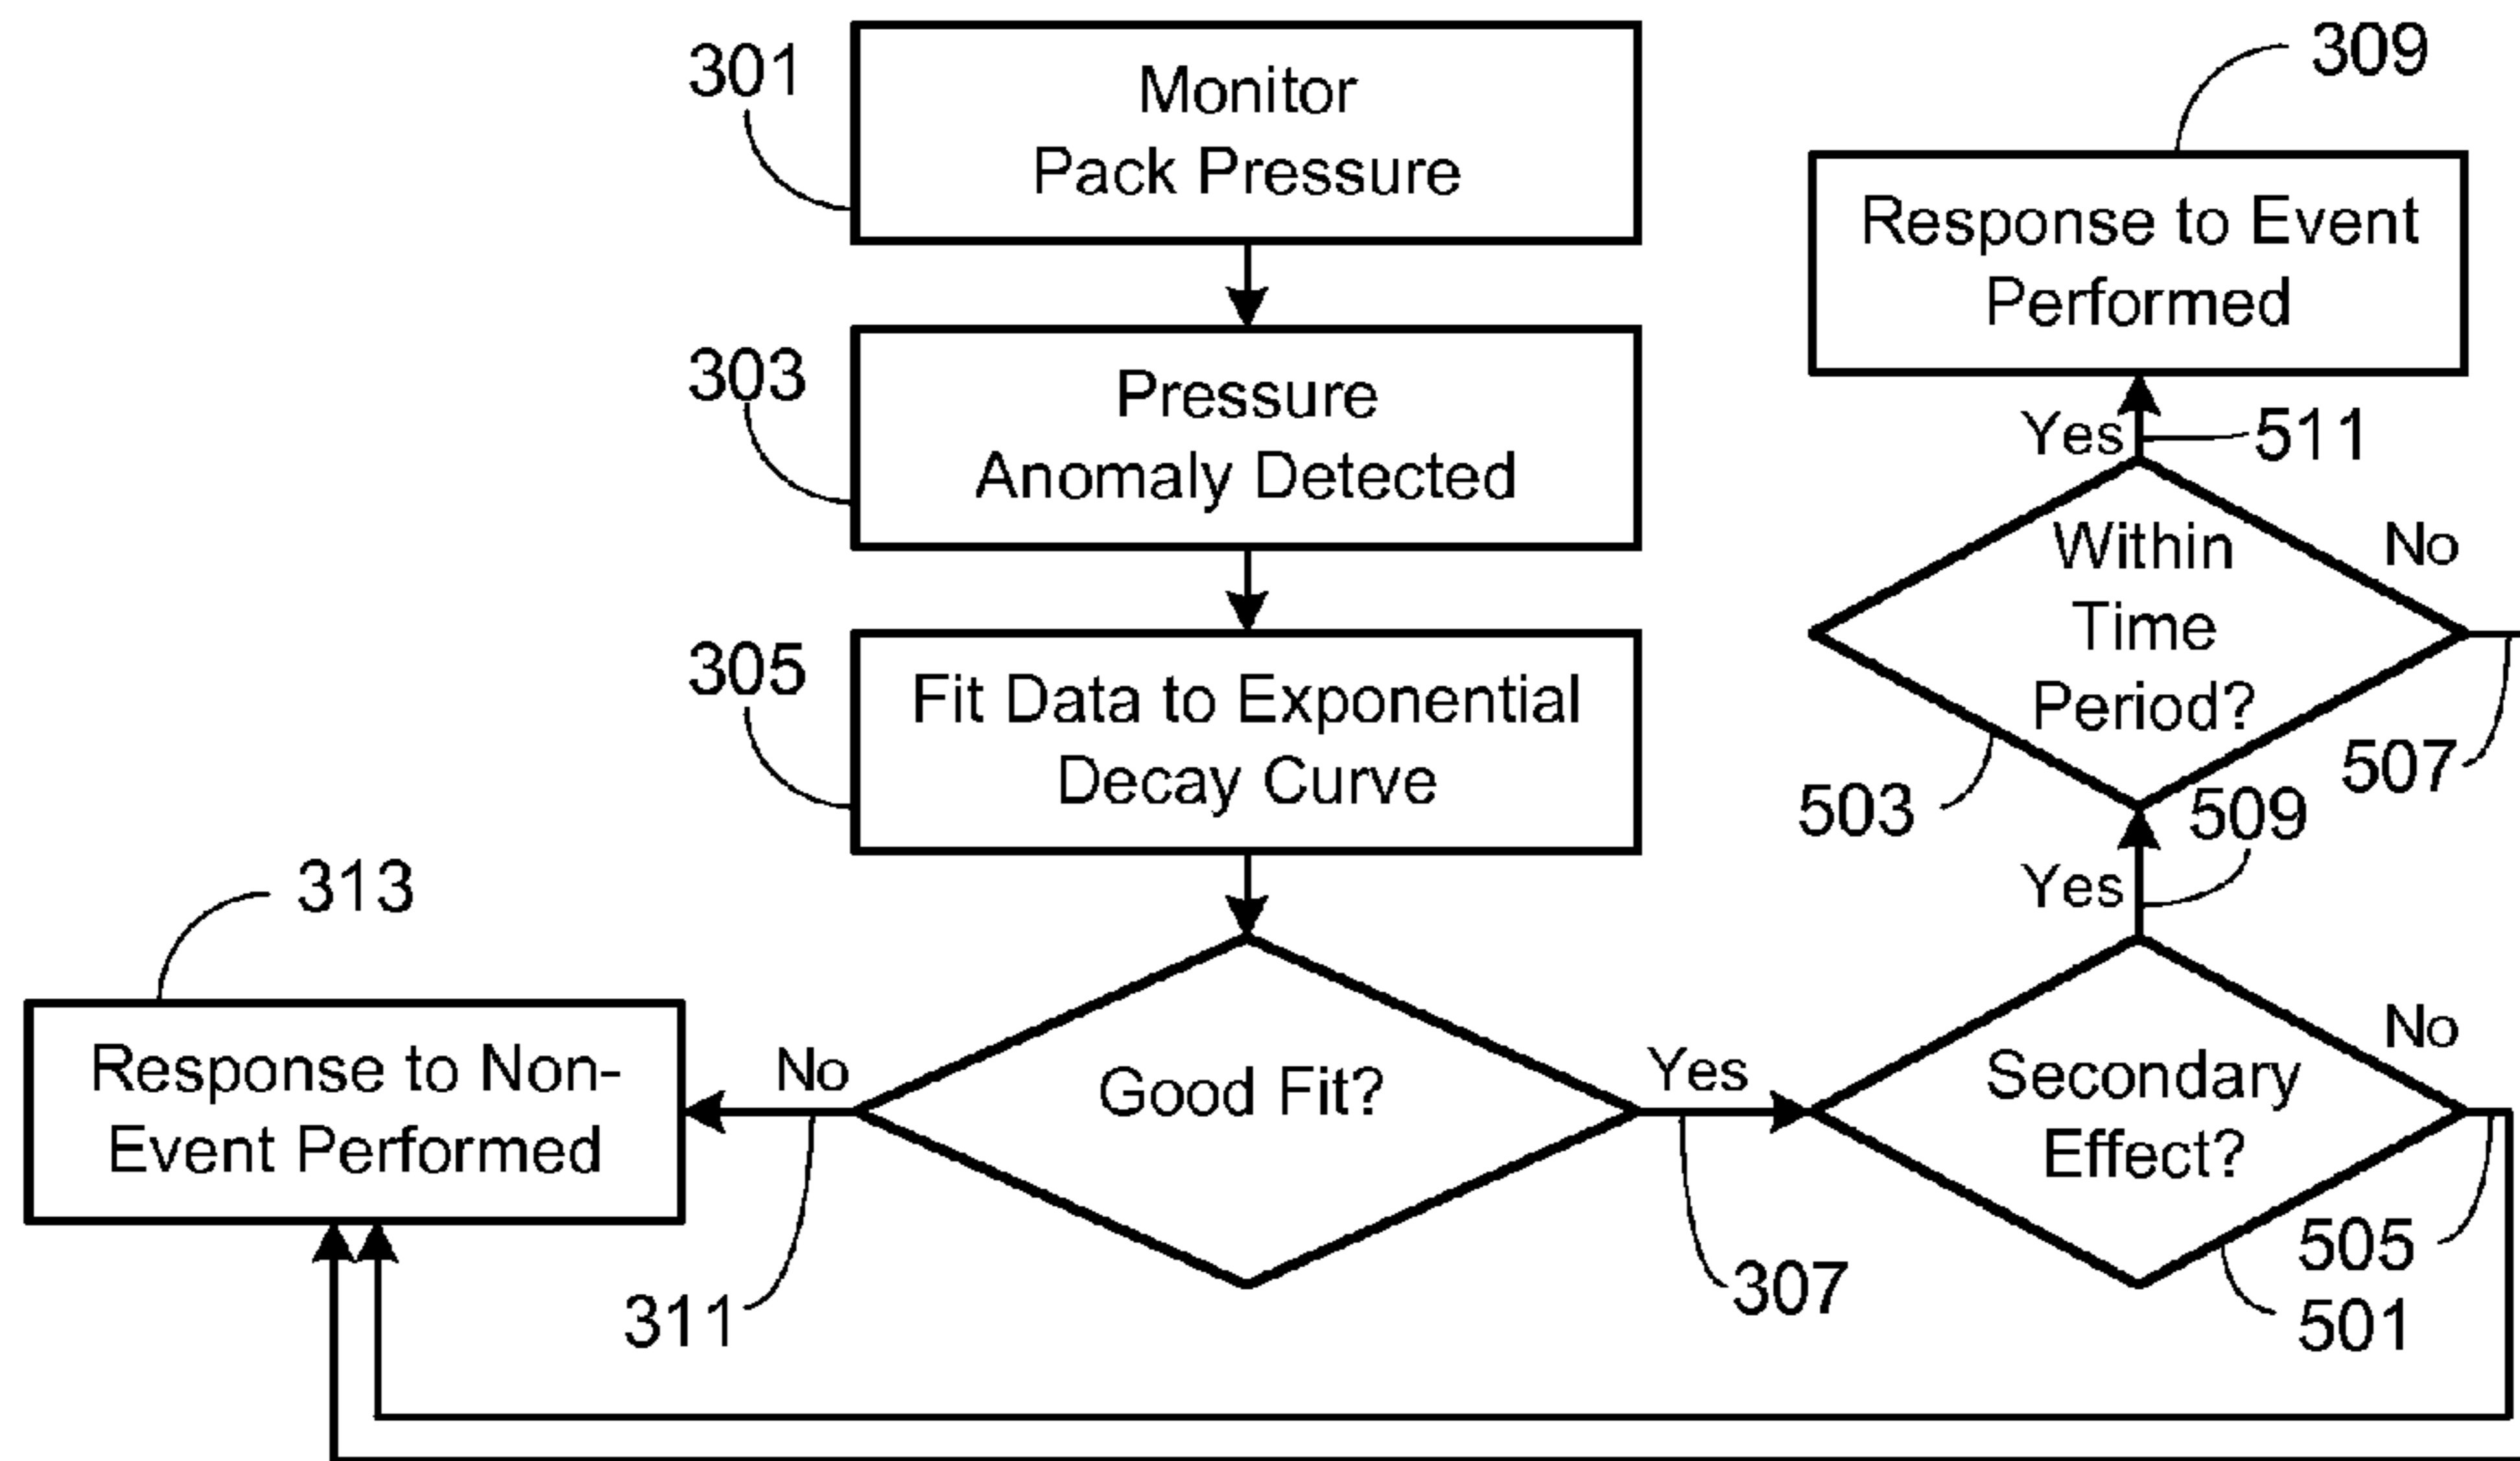 301
Monitor
Pack Pressure
303
Pressure
Anomaly Detected
305
Fit Data to Exponential
Decay Curve
Good Fit?
No
311
313
Response to Non-
Event Performed
Yes
307
Secondary
Effect?
501
No
505
Yes
509
Within
Time
Period?
503
No
507
Yes
511
309
Response to Event
Performed